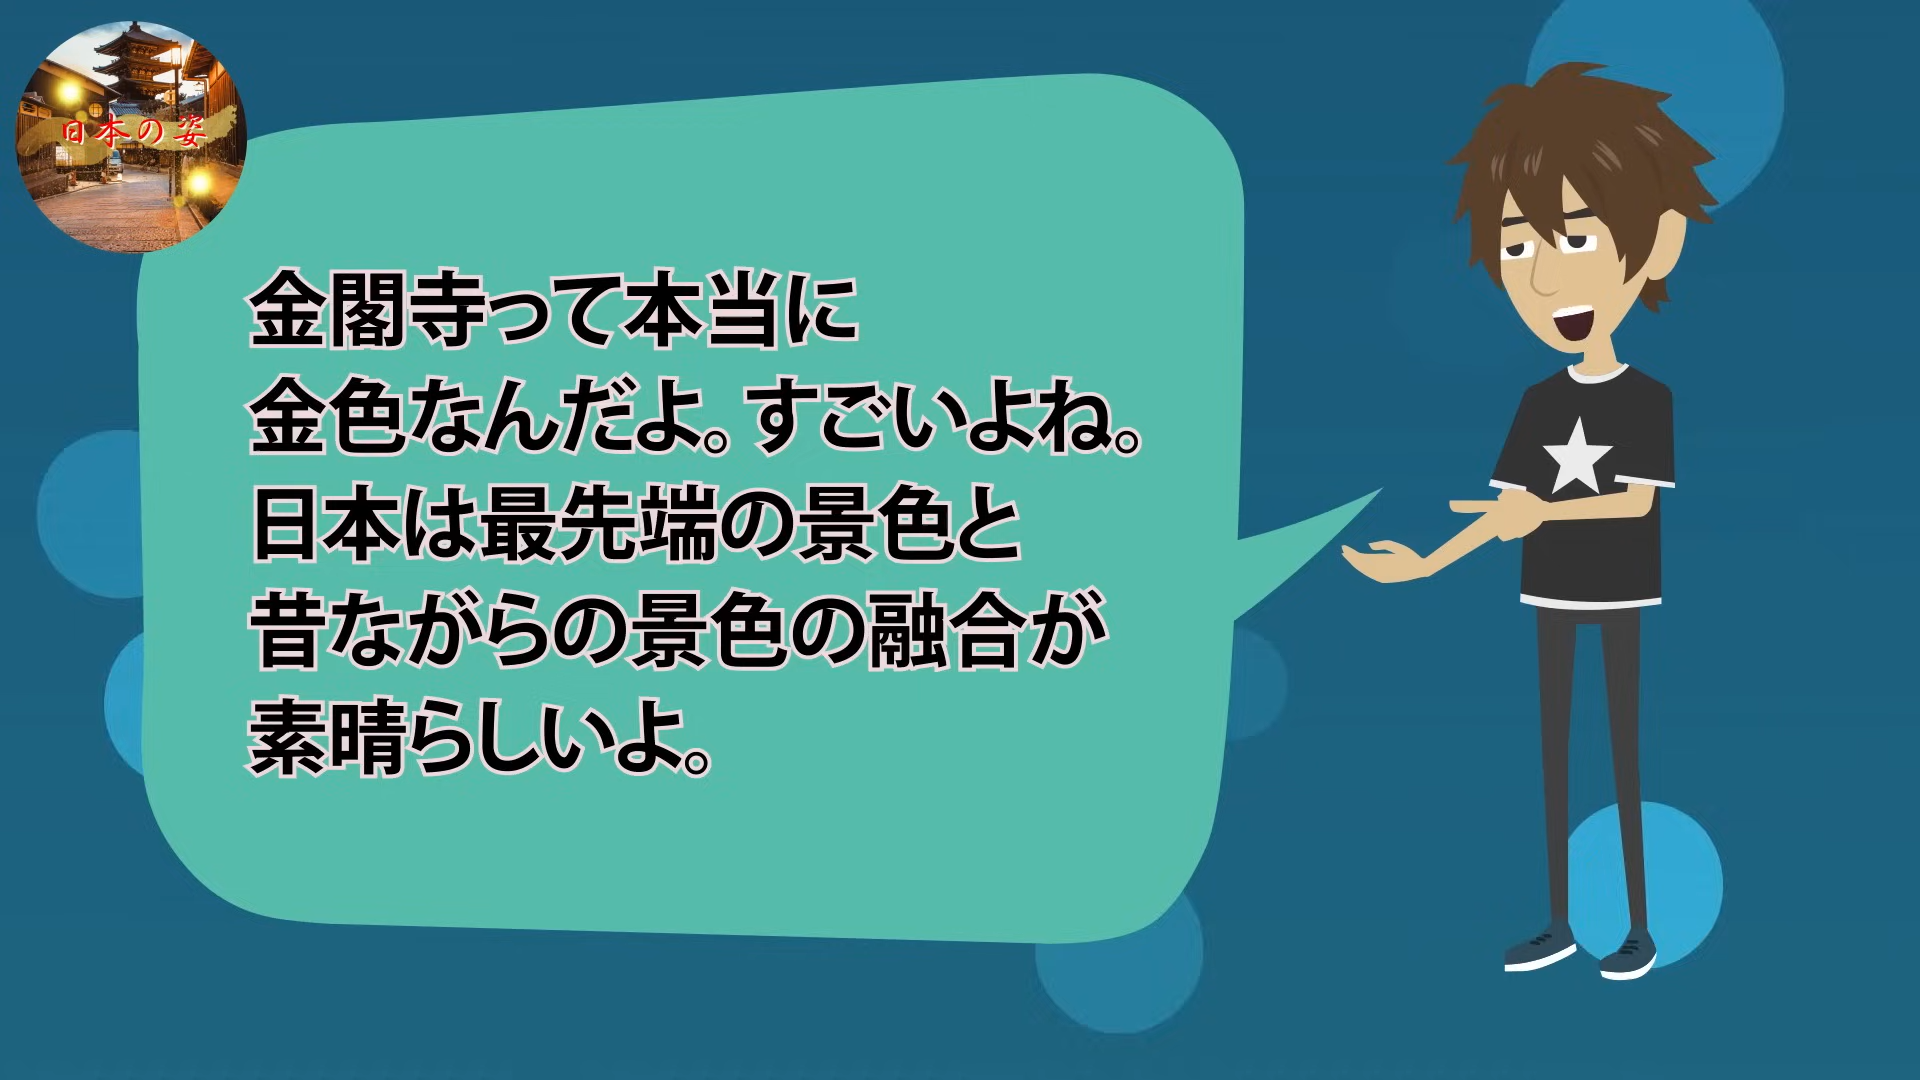 日本の姿
金閣寺って本当に
金色なんだよ。すごいよね。
日本は最先端の景色と
昔ながらの景色の融合が
素晴らしいよ。